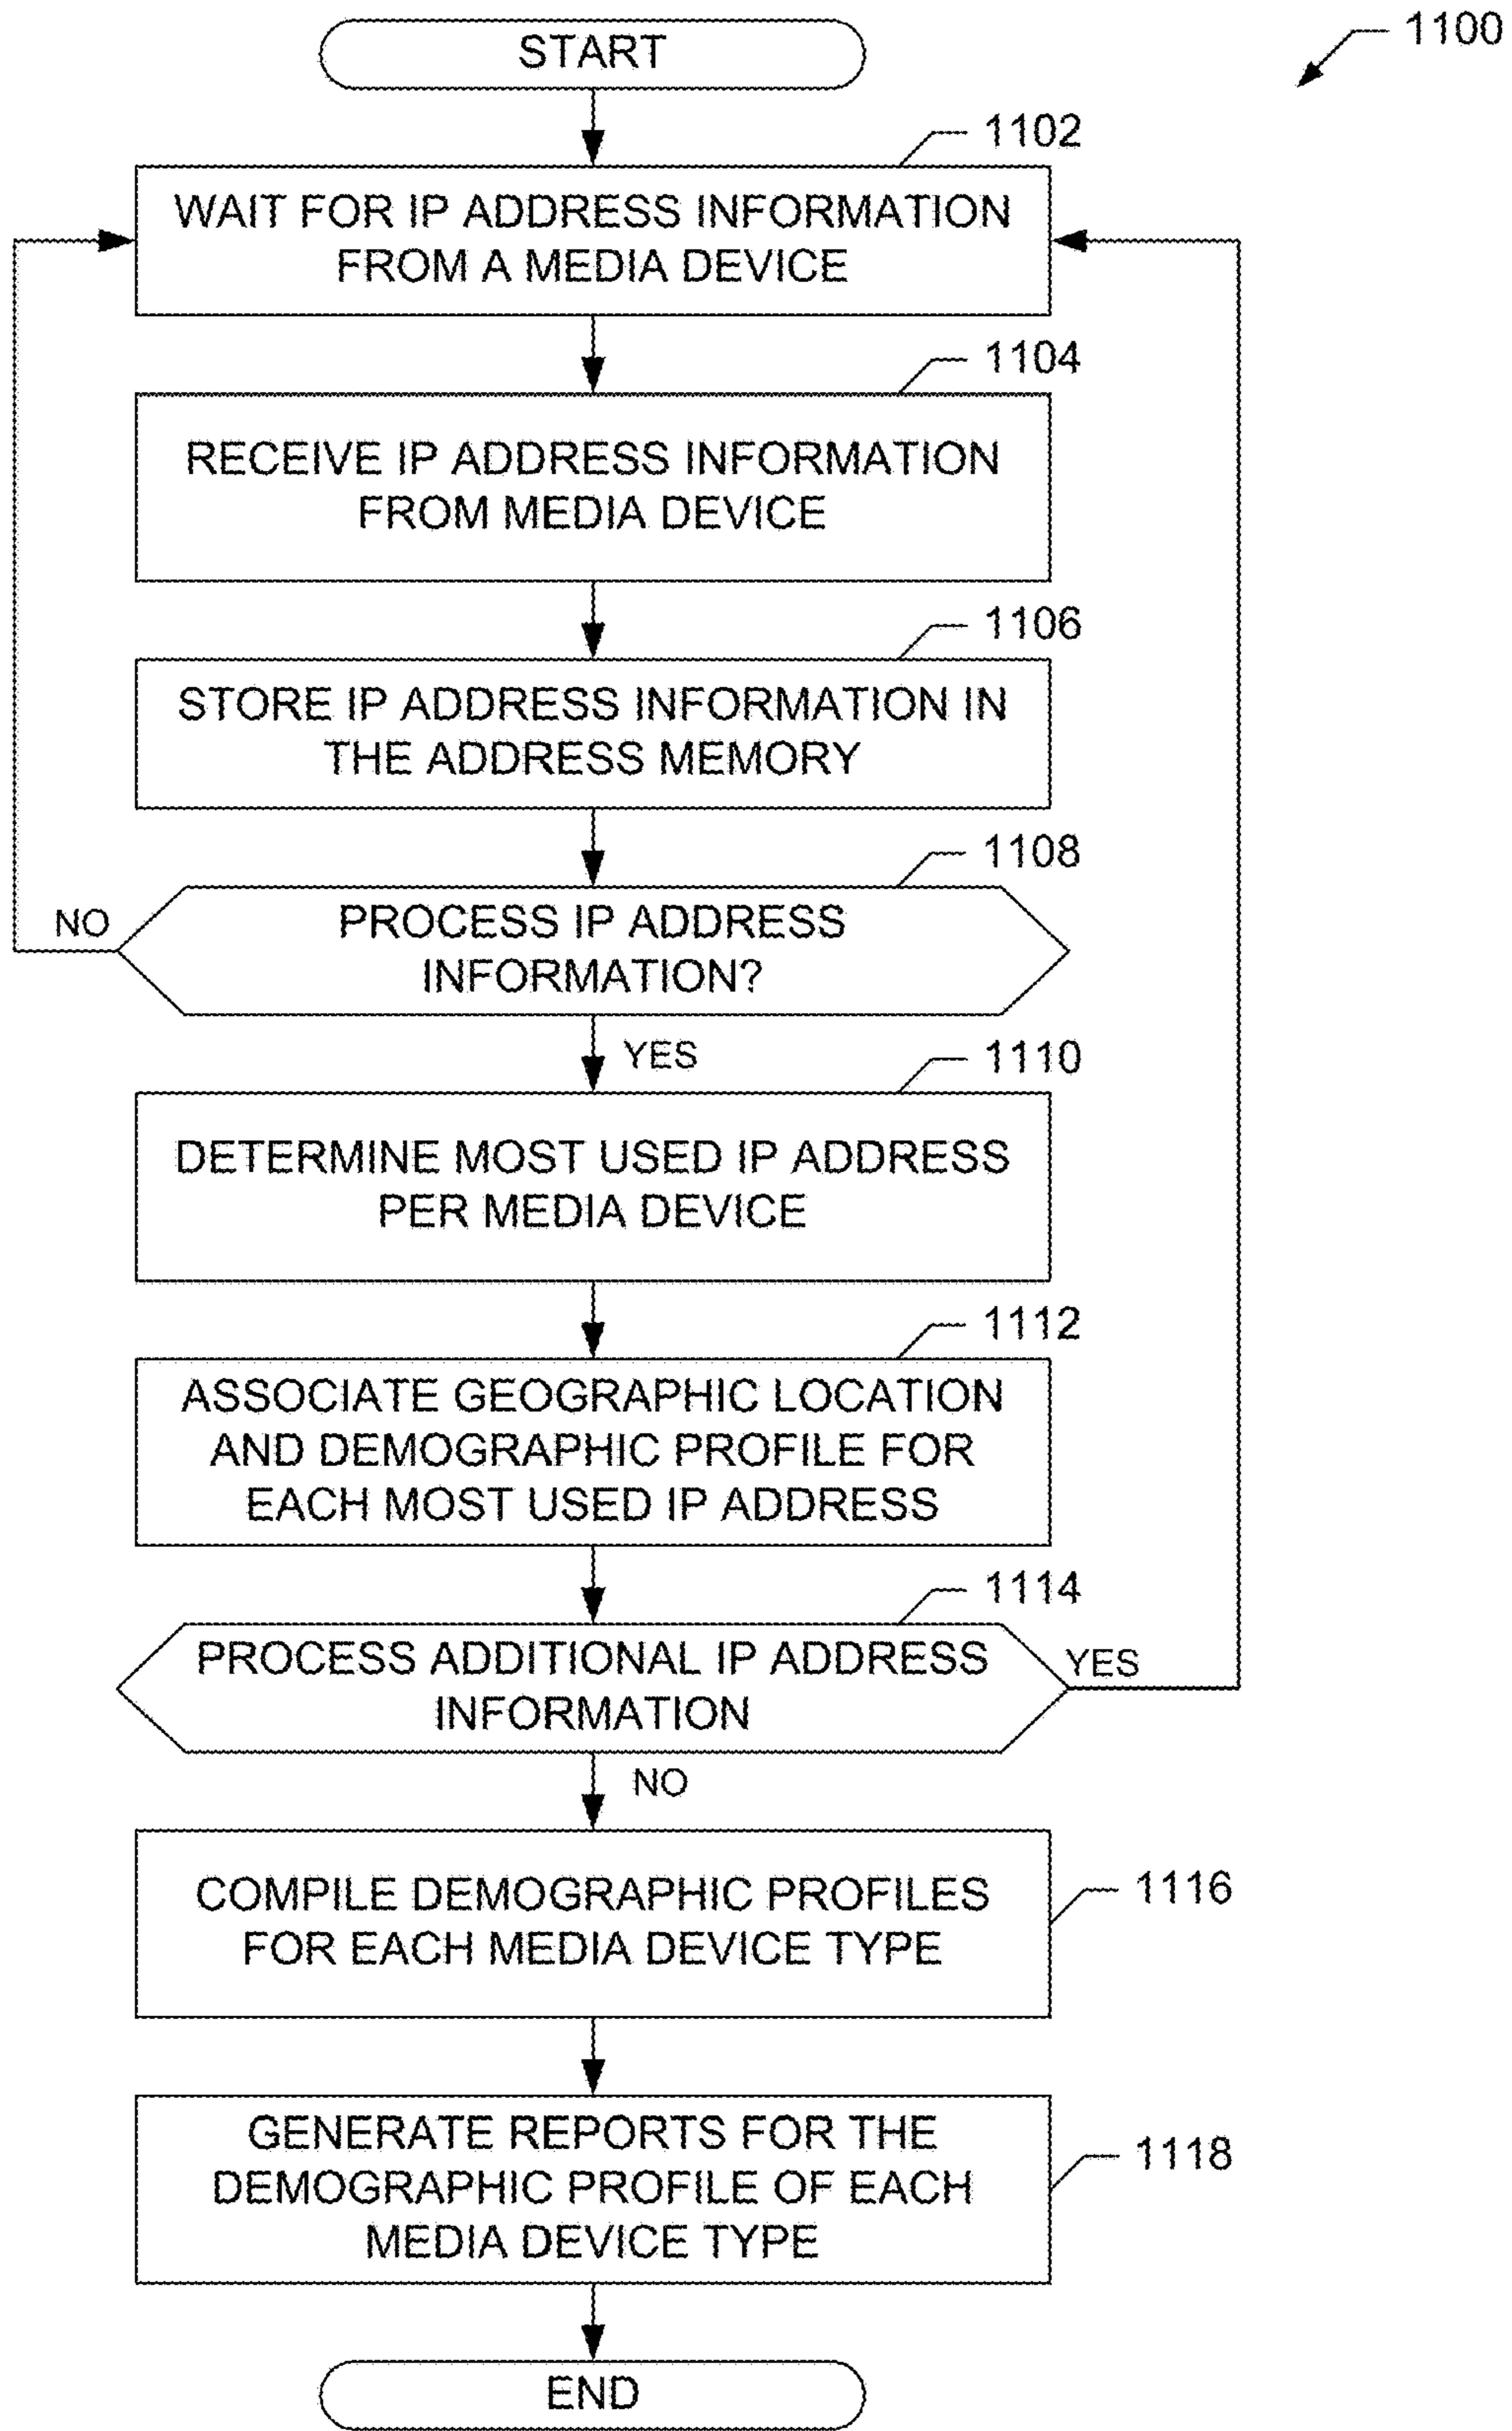 START
1100
1102
WAIT FOR IP ADDRESS INFORMATION
FROM A MEDIA DEVICE
1104
RECEIVE IP ADDRESS INFORMATION
FROM MEDIA DEVICE
1106
STORE IP ADDRESS INFORMATION IN
THE ADDRESS MEMORY
1108
NO
PROCESS IP ADDRESS
INFORMATION?
YES
1110
DETERMINE MOST USED IP ADDRESS
PER MEDIA DEVICE
1112
ASSOCIATE GEOGRAPHIC LOCATION
AND DEMOGRAPHIC PROFILE FOR
EACH MOST USED IP ADDRESS
1114
PROCESS ADDITIONAL IP ADDRESS
INFORMATION
YES
NO
COMPILE DEMOGRAPHIC PROFILES
FOR EACH MEDIA DEVICE TYPE
1116
GENERATE REPORTS FOR THE
DEMOGRAPHIC PROFILE OF EACH
MEDIA DEVICE TYPE
1118
END